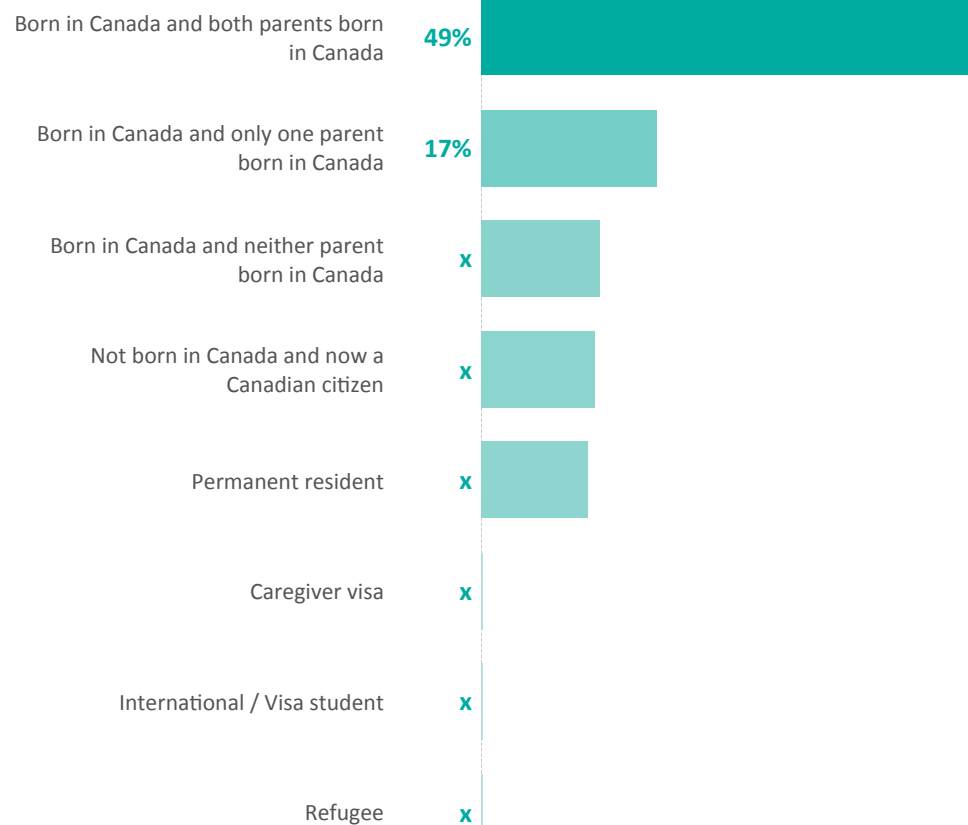 Born in Canada and both parents born
in Canada
49%
Born in Canada and only one parent
born in Canada
17%
Born in Canada and neither parent
born in Canada
x
Not born in Canada and now a
Canadian citizen
x
Permanent resident
x
Caregiver visa
x
International / Visa student
x
Refugee
x